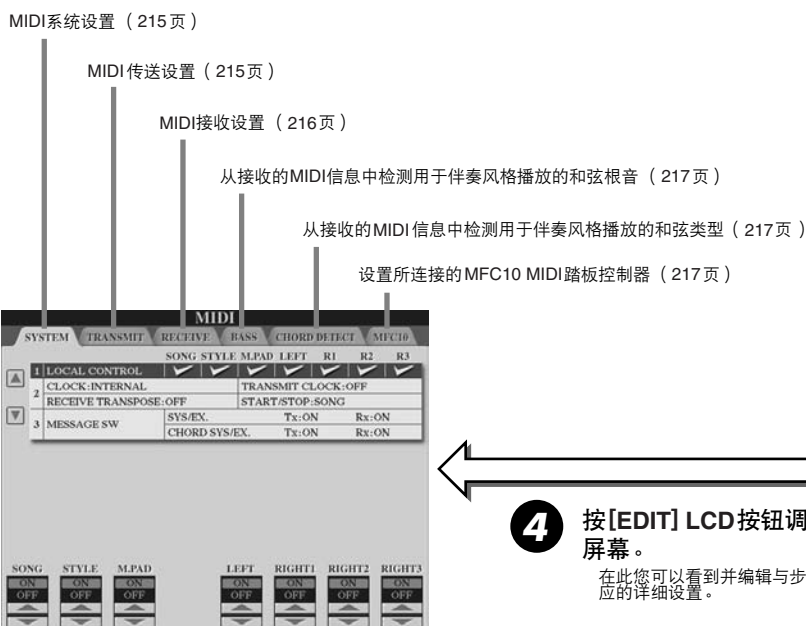 MIDI系统设置（215页）
MIDI传送设置（215页）
MIDI接收设置（216页）
从接收的MIDI信息中检测用于伴奏风格播放的和弦根音（217页）
从接收的MIDI信息中检测用于伴奏风格播放的和弦类型（217页）
设置所连接的MFC10 MIDI踏板控制器（217页）
MIDI
SYSTEM TRANSMIT RECEIVE BASS CHORD DETECT MFC10
SONG STYLE M.PAD LEFT R1 R2 R3
1 LOCAL CONTROL
2 CLOCK:INTERNAL TRANSMIT CLOCK:OFF
RECEIVE TRANSPOSE:OFF START/STOP:SONG
3 MESSAGE SW SYS/EX. Tx:ON Rx:ON
CHORD SYS/EX. Tx:ON Rx:ON
4 按[EDIT] LCD按钮调
屏幕。
在此您可以看到并编辑与步
应的详细设置。
SONG STYLE M.PAD LEFT RIGHT1 RIGHT2 RIGHT3
ON ON ON ON ON ON ON
OFF OFF OFF OFF OFF OFF OFF